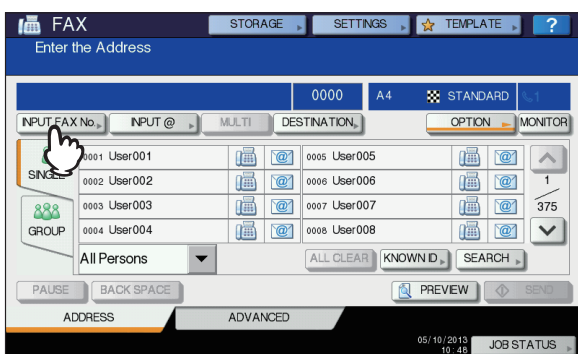 FAX STORAGE SETTINGS TEMPLATE ?
Enter the Address
0000 A4 STANDARD 1
INPUT FAX No. INPUT @ MULTI DESTINATION OPTION MONITOR
0001 User001 0005 User005
SINGLE
0002 User002 0006 User006 1
0003 User003 0007 User007 375
GROUP 0004 User004 0008 User008
All Persons ALL CLEAR KNOWN ID SEARCH
PAUSE BACK SPACE PREVIEW SEND
ADDRESS ADVANCED
05/10/2013
10:48 JOB STATUS